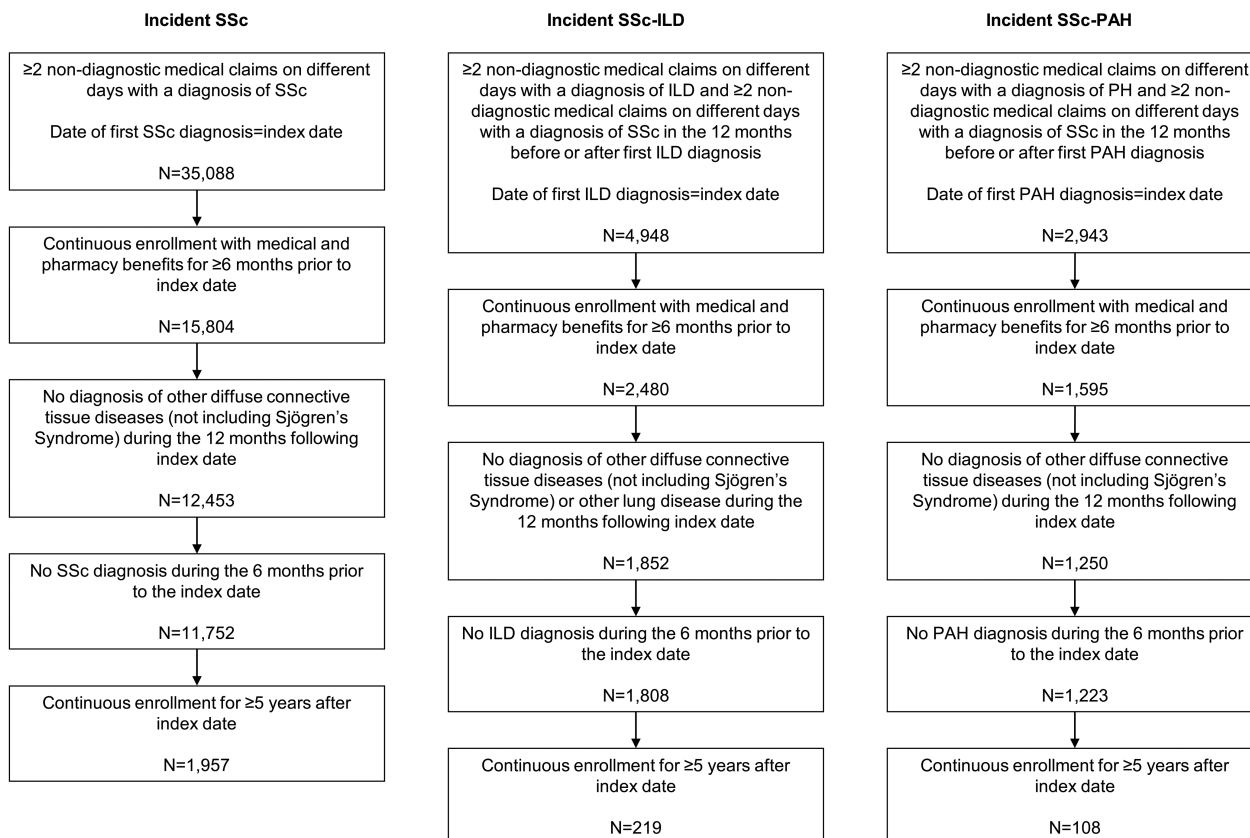 Incident SSc
≥2 non-diagnostic medical claims on different
days with a diagnosis of SSc
Date of first SSc diagnosis=index date
N=35,088
Continuous enrollment with medical and
pharmacy benefits for ≥6 months prior to
index date
N=15,804
No diagnosis of other diffuse connective
tissue diseases (not including Sjögren's
Syndrome) during the 12 months following
index date
N=12,453
No SSc diagnosis during the 6 months prior
to the index date
N=11,752
Continuous enrollment for ≥5 years after
index date
N=1,957
Incident SSc-ILD
≥2 non-diagnostic medical claims on different
days with a diagnosis of ILD and ≥2 non-
diagnostic medical claims on different days
with a diagnosis of SSc in the 12 months
before or after first ILD diagnosis
Date of first ILD diagnosis=index date
N=4,948
Continuous enrollment with medical and
pharmacy benefits for ≥6 months prior to
index date
N=2,480
No diagnosis of other diffuse connective
tissue diseases (not including Sjögren's
Syndrome) or other lung disease during the
12 months following index date
N=1,852
No ILD diagnosis during the 6 months prior to
the index date
N=1,808
Continuous enrollment for ≥5 years after
index date
N=219
Incident SSc-PAH
≥2 non-diagnostic medical claims on different
days with a diagnosis of PH and ≥2 non-
diagnostic medical claims on different days
with a diagnosis of SSc in the 12 months
before or after first PAH diagnosis
Date of first PAH diagnosis=index date
N=2,943
Continuous enrollment with medical and
pharmacy benefits for ≥6 months prior to
index date
N=1,595
No diagnosis of other diffuse connective
tissue diseases (not including Sjögren's
Syndrome) during the 12 months following
index date
N=1,250
No PAH diagnosis during the 6 months prior
to the index date
N=1,223
Continuous enrollment for ≥5 years after
index date
N=108